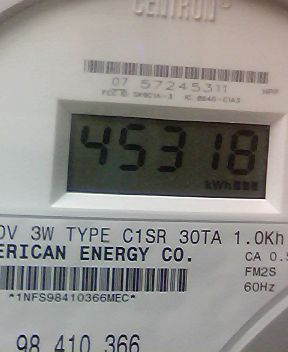 CENTRON®
07 57245311
45318
kWh
0V 3W TYPE C1SR 30TA 1.0Kh
ERICAN ENERGY CO.
CA 0.5
FM2S
*1NFS98410366MEC*
60Hz
98 410 366